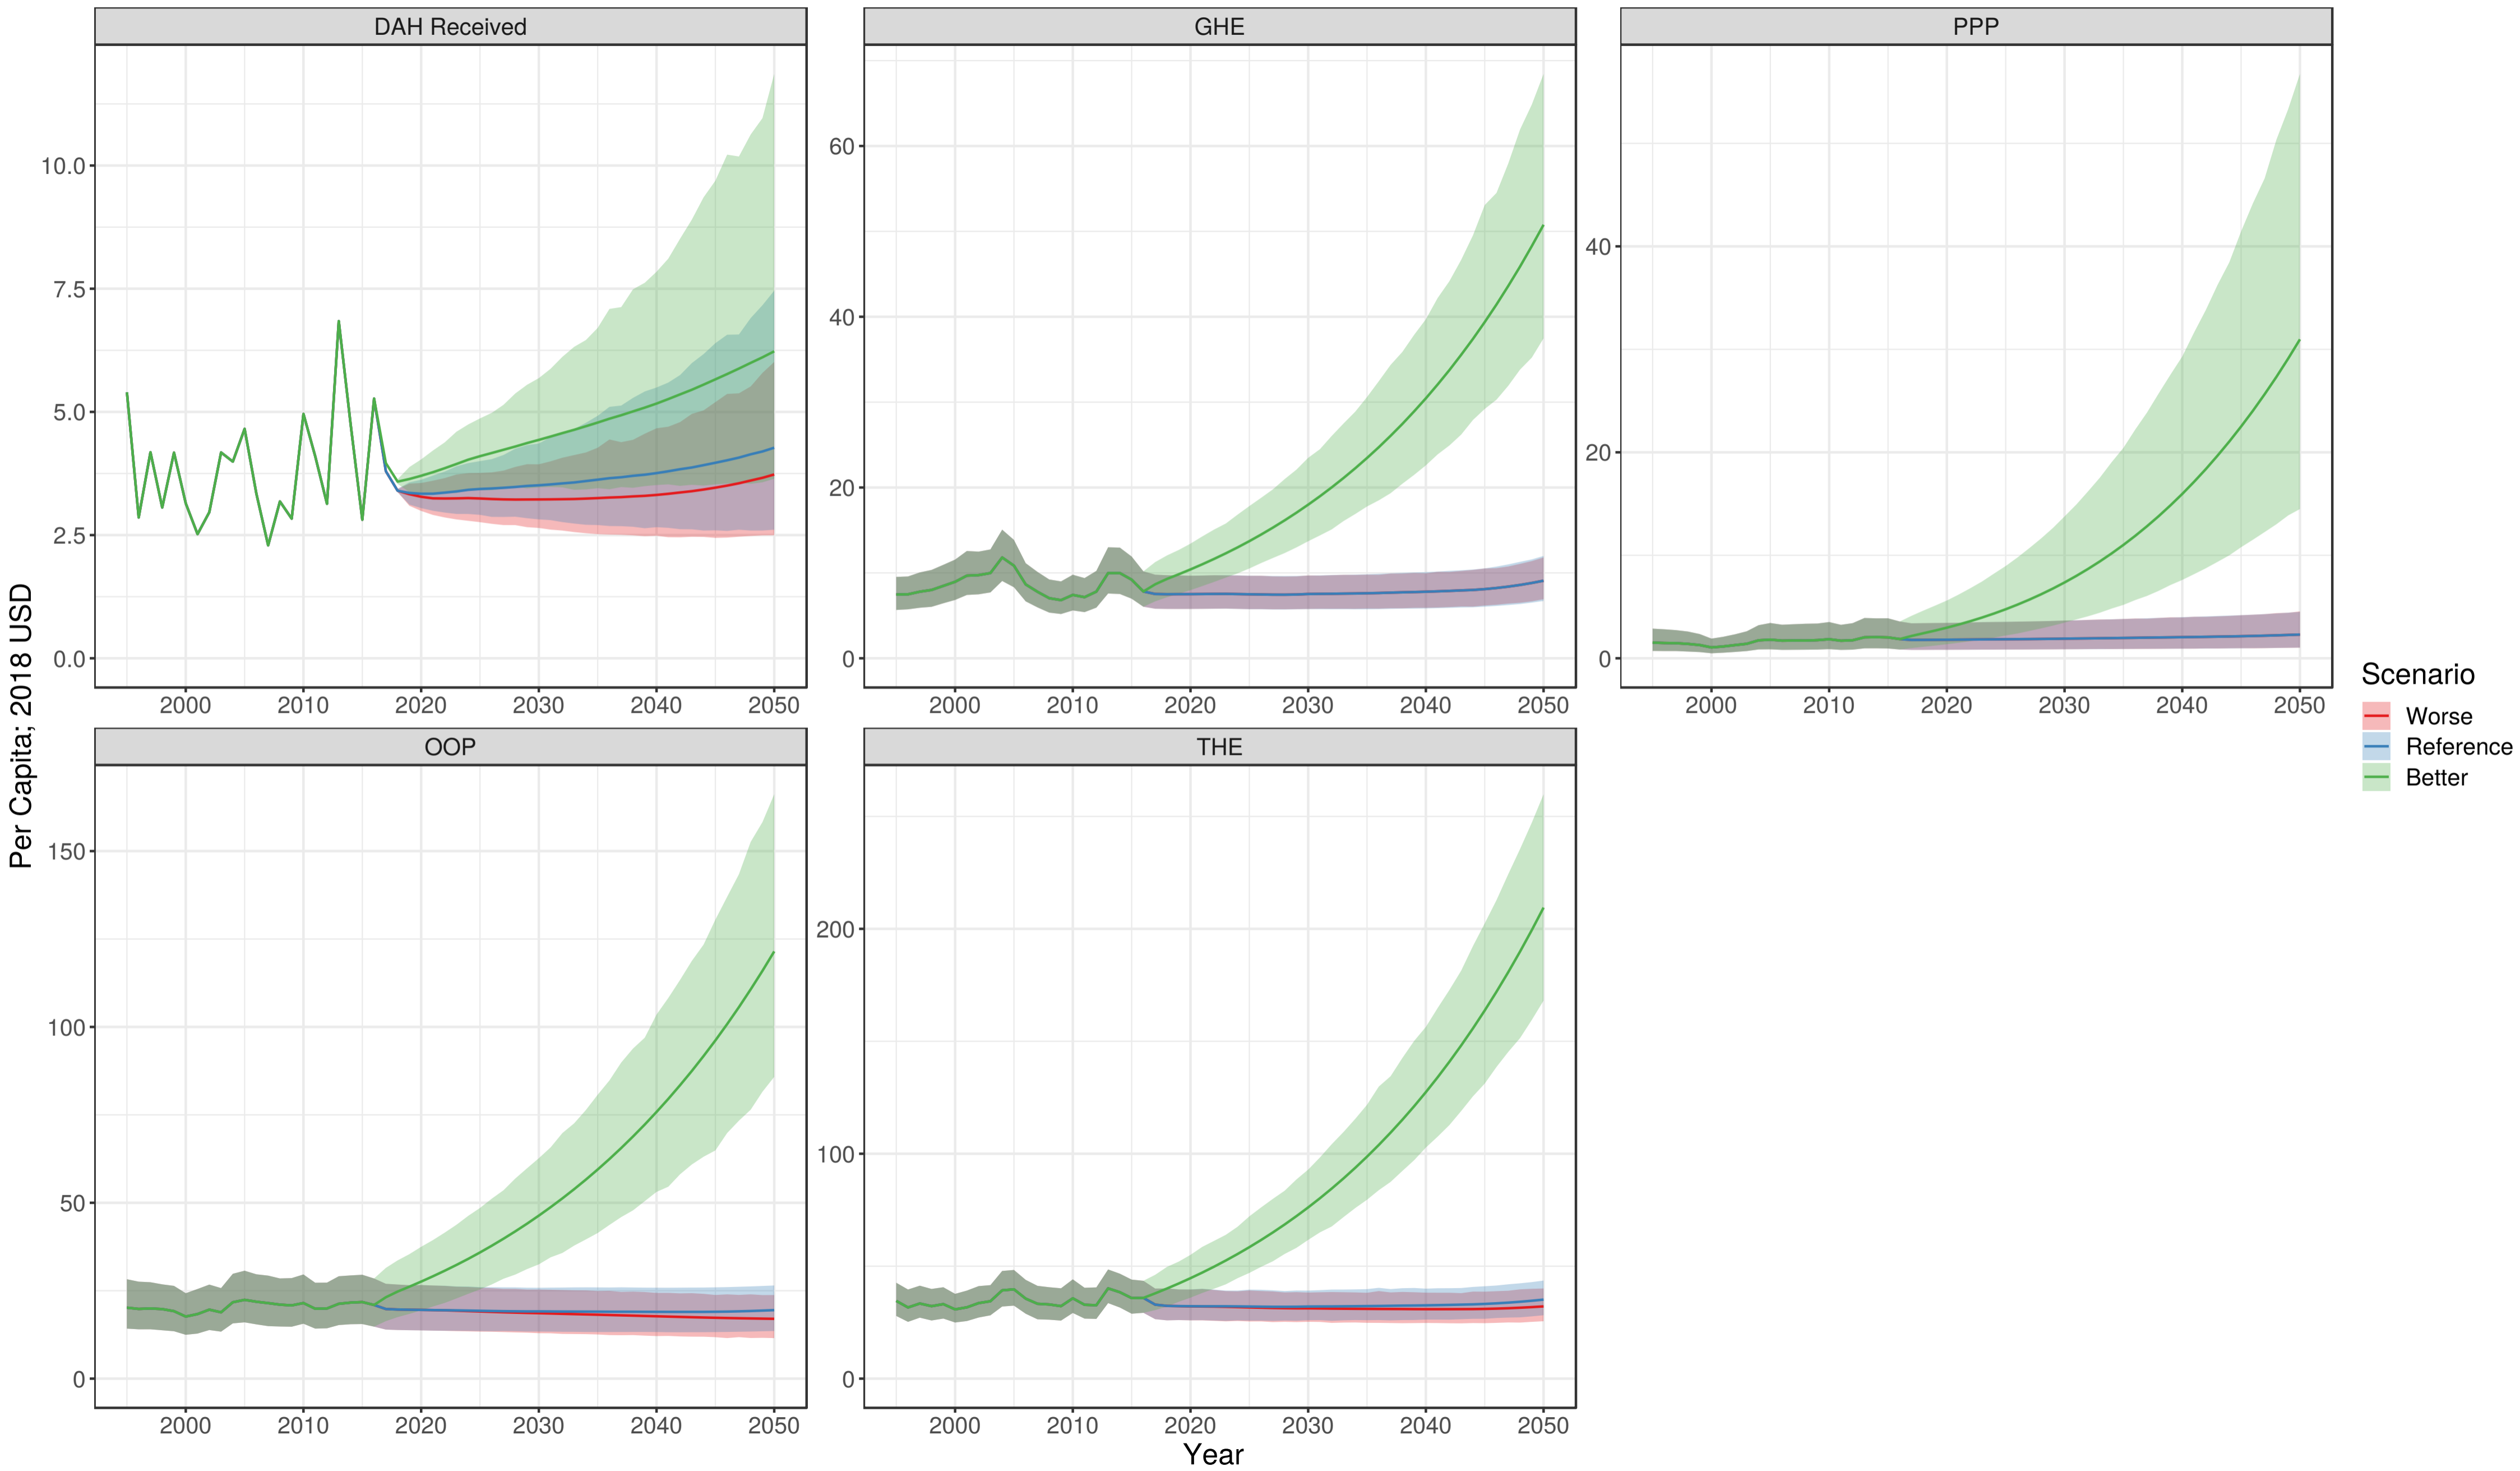 DAH Received
GHE
PPP
10.0
7.5
5.0
2.5
0.0
60
40
20
0
40
20
0
2000 2010 2020 2030 2040 2050
2000 2010 2020 2030 2040 2050
2000 2010 2020 2030 2040 2050
OOP
THE
150
100
50
0
200
100
0
2000 2010 2020 2030 2040 2050
2000 2010 2020 2030 2040 2050
Per Capita; 2018 USD
Year
Scenario
Worse
Reference
Better